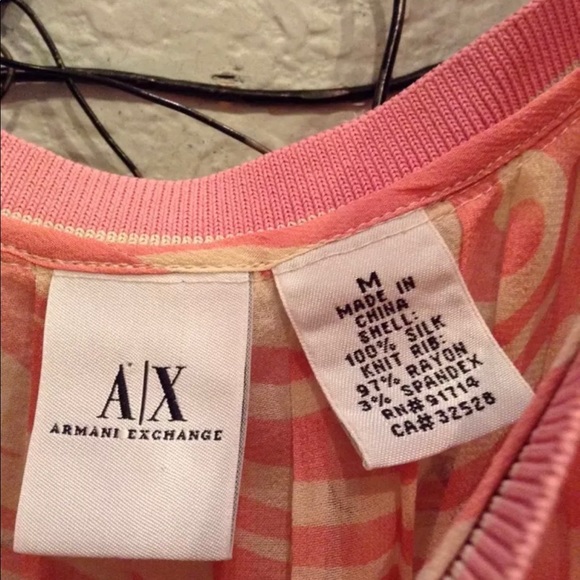 A|X
ARMANI EXCHANGE
M
MADE IN
CHINA
SHELL:
100% SILK
KNIT RIB:
97% RAYON
3% SPANDEX
RN# 91714
CA# 32528